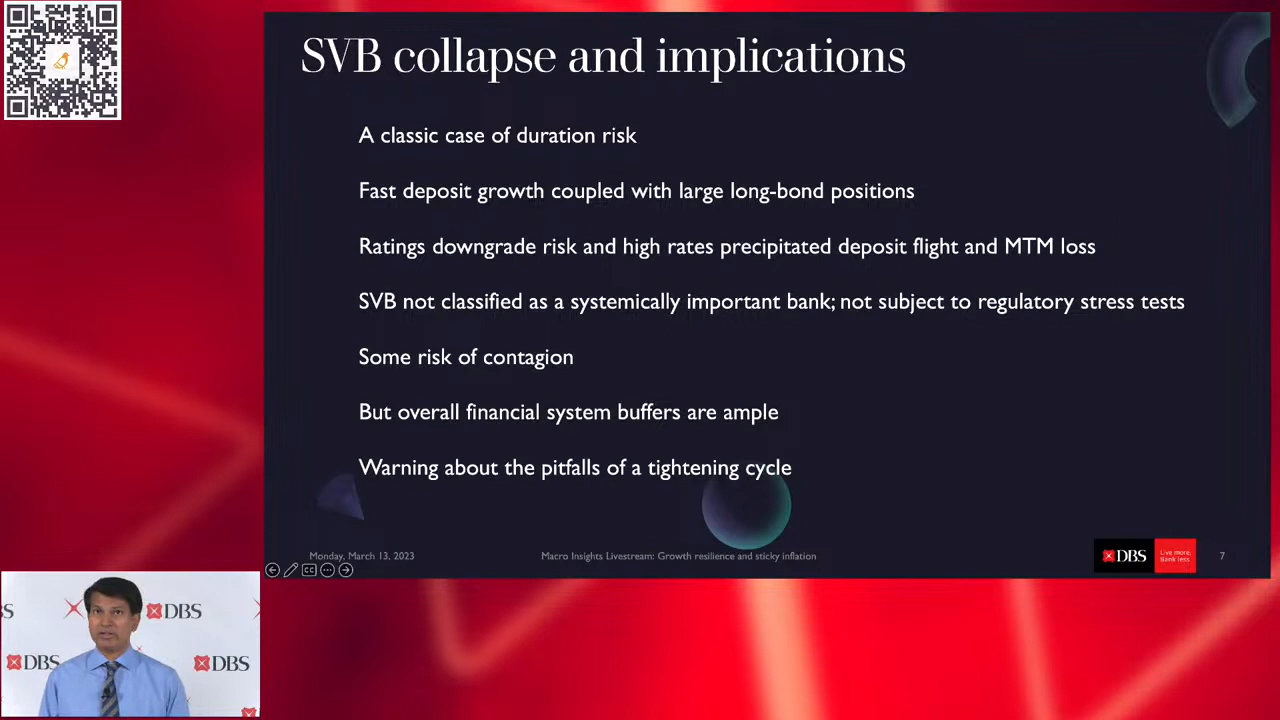 SVB collapse and implications
A classic case of duration risk
Fast deposit growth coupled with large long-bond positions
Ratings downgrade risk and high rates precipitated deposit flight and MTM loss
SVB not classified as a systemically important bank; not subject to regulatory stress tests
Some risk of contagion
But overall financial system buffers are ample
Warning about the pitfalls of a tightening cycle
Monday, March 13, 2023
Macro Insights Livestream: Growth resilience and sticky inflation
DBS
Live more,
Bank less
7
CC
DBS
DBS
DBS